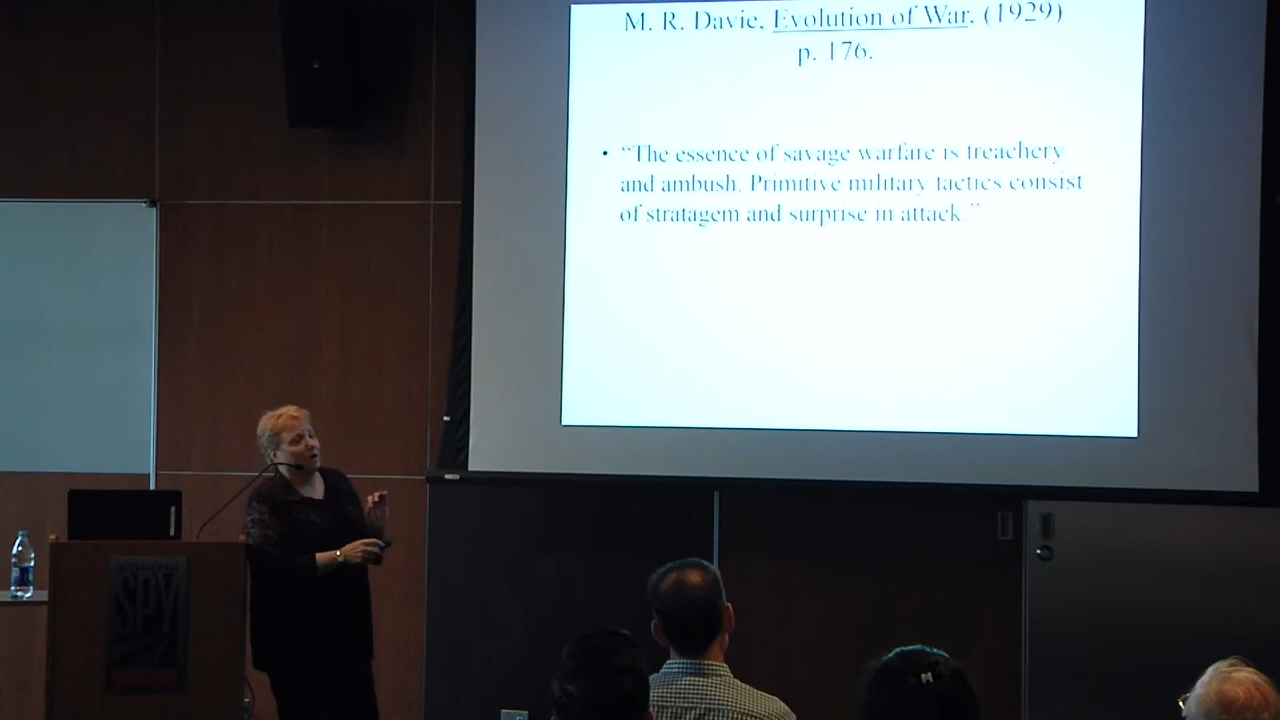 M. R. Davie, Evolution of War, (1929)
p. 176.
• “The essence of savage warfare is treachery
and ambush. Primitive military tactics consist
of stratagem and surprise in attack.”
INTERNATIONAL
SPY